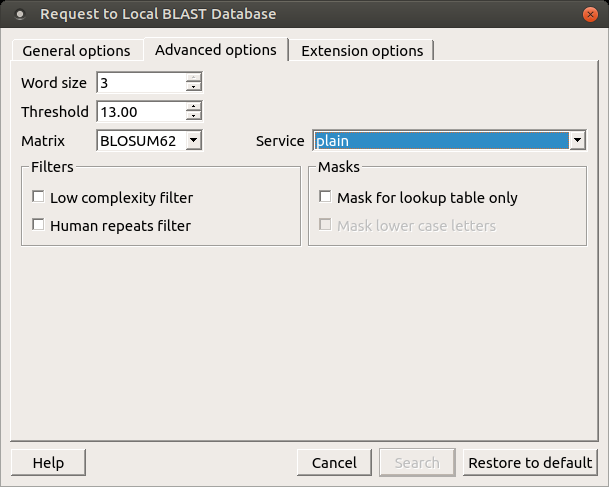 Request to Local BLAST Database
General options Advanced options Extension options
Word size 3
Threshold 13.00
Matrix BLOSUM62 Service plain
Filters Masks
Low complexity filter Mask for lookup table only
Human repeats filter Mask lower case letters
Help Cancel Search Restore to default